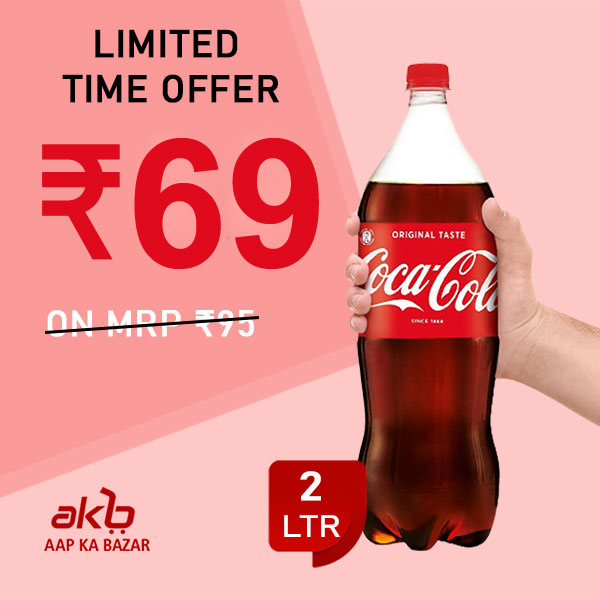 LIMITED
TIME OFFER
₹69
ON MRP ₹95
ORIGINAL TASTE
Coca-Cola
SINCE 1886
2
LTR
akb
AAP KA BAZAR